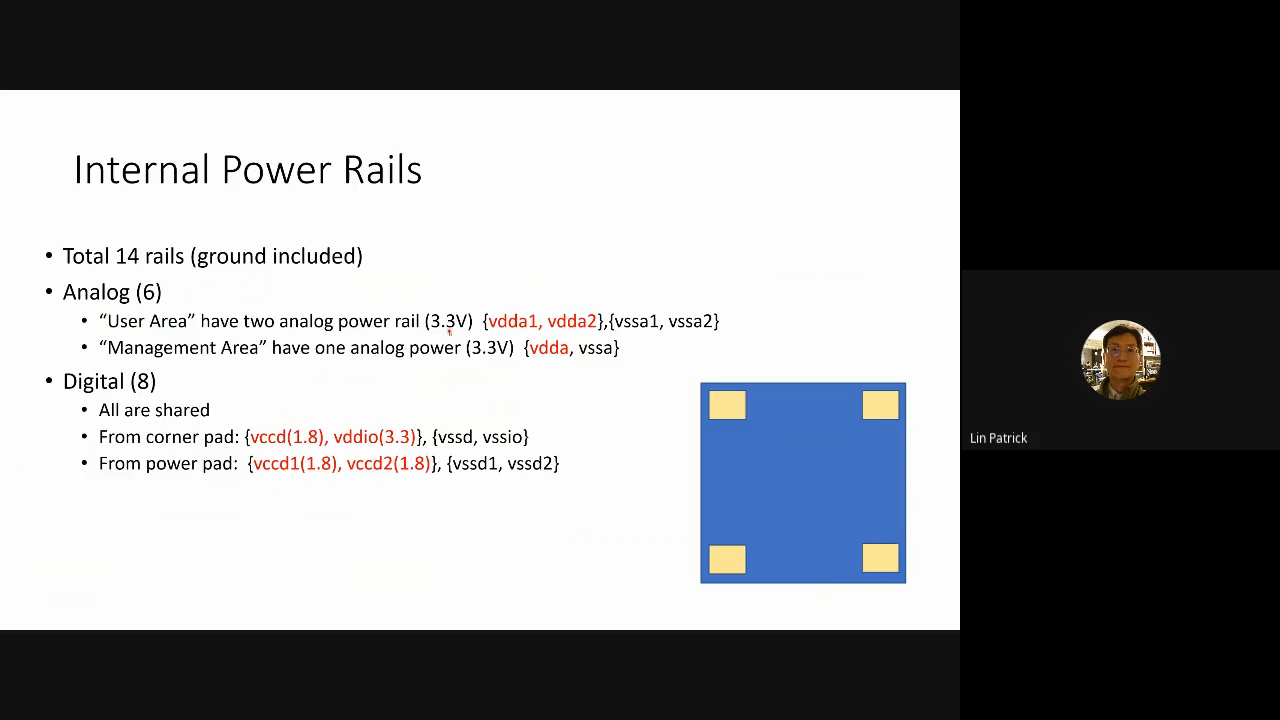 Internal Power Rails
• Total 14 rails (ground included)
• Analog (6)
• “User Area” have two analog power rail (3.3V) {vdda1, vdda2},{vssa1, vssa2}
• “Management Area” have one analog power (3.3V) {vdda, vssa}
• Digital (8)
• All are shared
• From corner pad: {vccd(1.8), vddio(3.3)}, {vssd, vssio}
• From power pad: {vccd1(1.8), vccd2(1.8)}, {vssd1, vssd2}
Lin Patrick